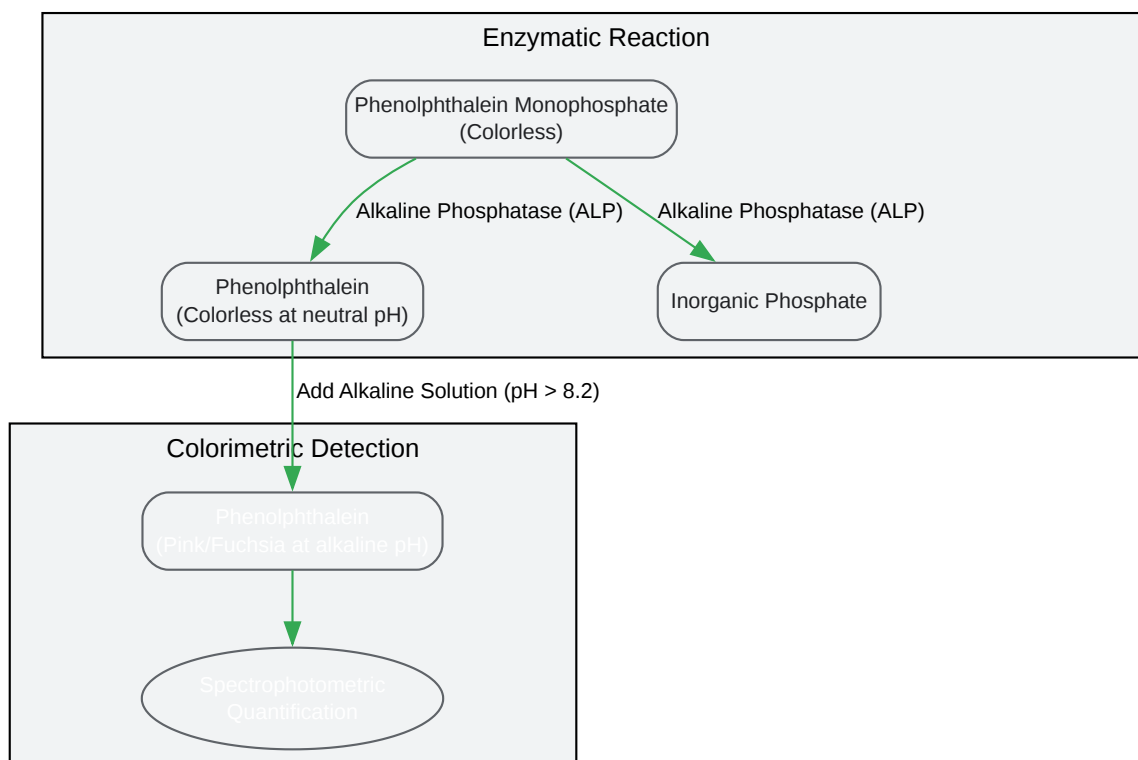 Enzymatic Reaction
Phenolphthalein Monophosphate
(Colorless)
Alkaline Phosphatase (ALP)
Alkaline Phosphatase (ALP)
Phenolphthalein
(Colorless at neutral pH)
Inorganic Phosphate
Add Alkaline Solution (pH > 8.2)
Colorimetric Detection
Phenolphthalein
(Pink/Fuchsia at alkaline pH)
Spectrophotometric
Quantification